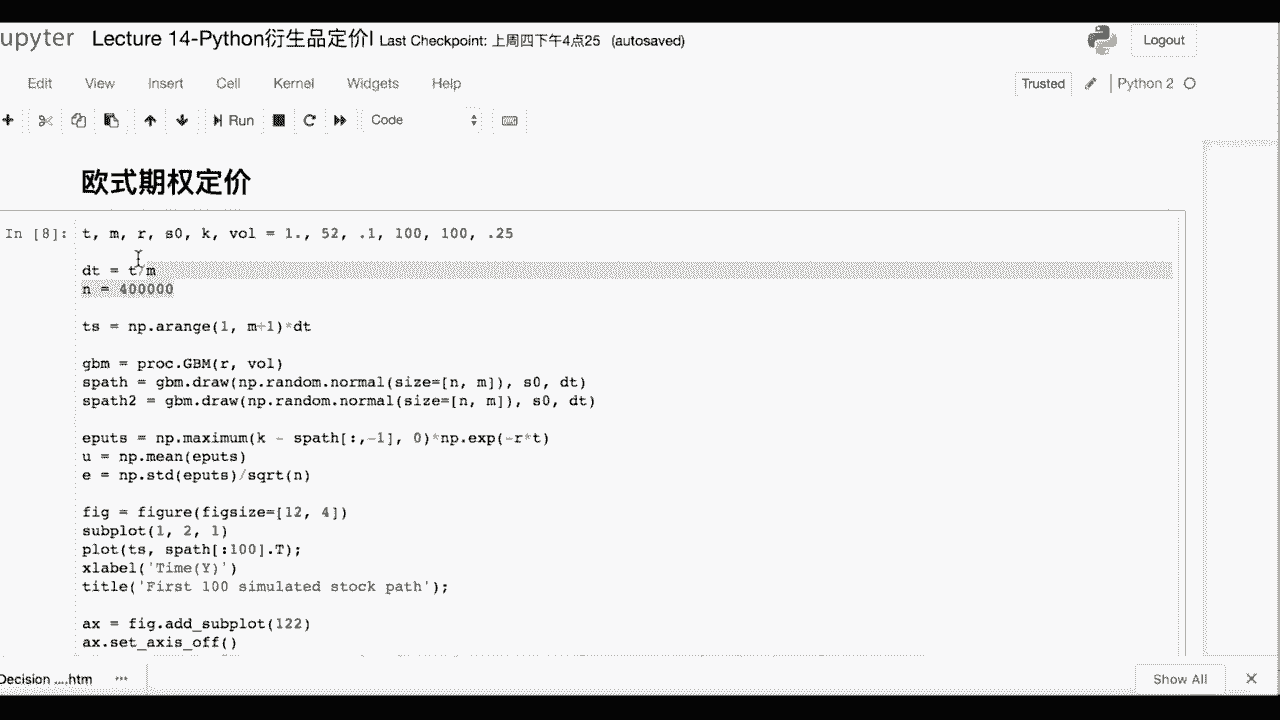 upyter Lecture 14-Python衍生品定价I Last Checkpoint: 上周四下午4点25 (autosaved)
Logout
Edit View Insert Cell Kernel Widgets Help
Trusted Python 2
Run Code
欧式期权定价
In [8]:
t, m, r, s0, k, vol = 1., 52, .1, 100, 100, .25
dt = t/m
n = 400000
ts = np.arange(1, m+1)*dt
gbm = proc.GBM(r, vol)
spath = gbm.draw(np.random.normal(size=[n, m]), s0, dt)
spath2 = gbm.draw(np.random.normal(size=[n, m]), s0, dt)
eputs = np.maximum(k - spath[:,-1], 0)*np.exp(-r*t)
u = np.mean(eputs)
e = np.std(eputs)/sqrt(n)
fig = figure(figsize=[12, 4])
subplot(1, 2, 1)
plot(ts, spath[:100].T);
xlabel('Time(Y)')
title('First 100 simulated stock path');
ax = fig.add_subplot(122)
ax.set_axis_off()
Decision ....htm
Show All